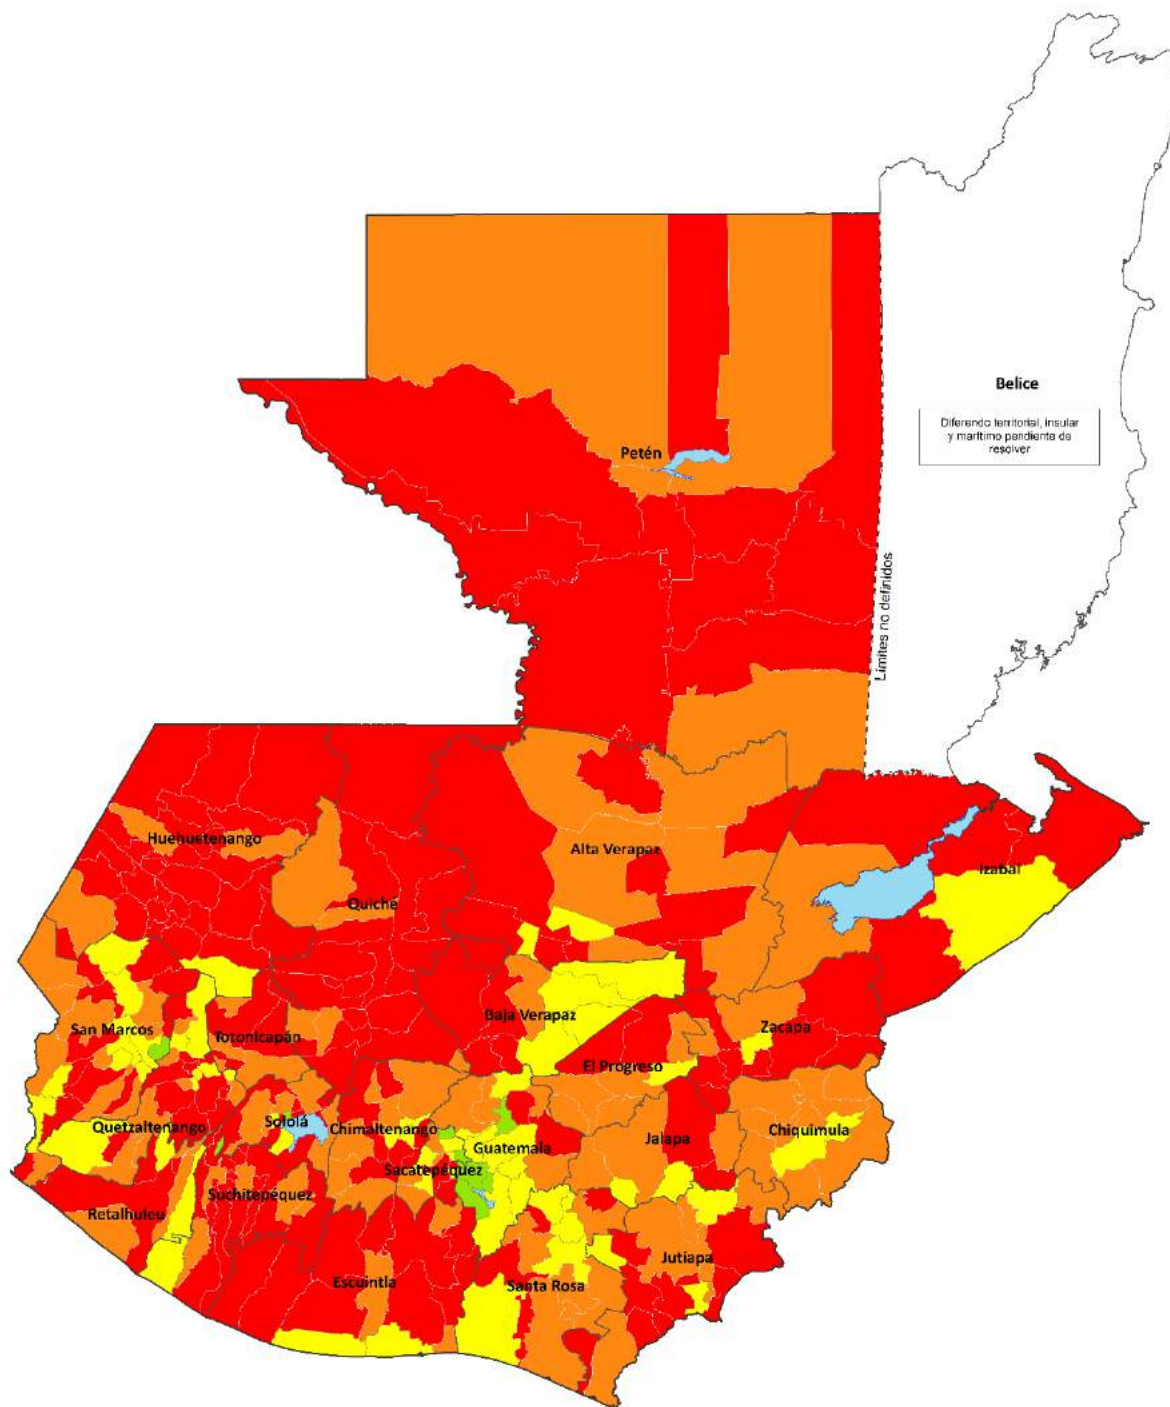 Belice
Diferendo territorial, insular
y marítimo pendiente de
resolver
Petén
Límites no definidos
Huehuetenango
Alta Verapaz
Izabal
Quiché
San Marcos
Totonicapán
Baja Verapaz
Zacapa
El Progreso
Quetzaltenango
Sololá
Chimaltenango
Guatemala
Jalapa
Chiquimula
Sacatepéquez
Suchitepéquez
Retalhuleu
Jutiapa
Escuintla
Santa Rosa